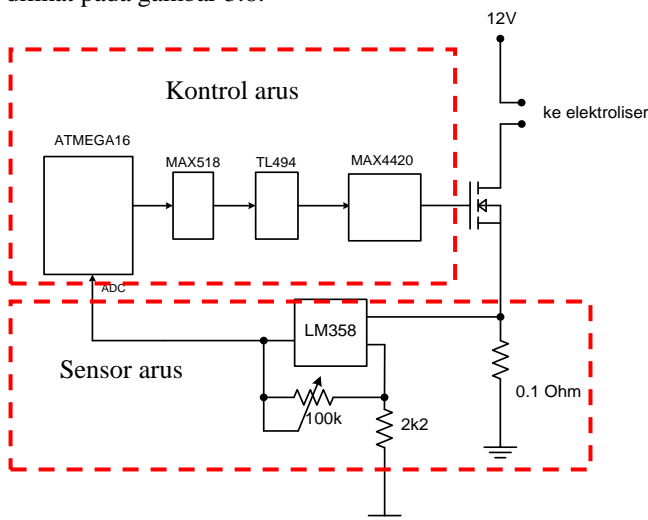 dilihat pada gambar 3.6.
12V
Kontrol arus
ke elektroliser
ATMEGA16
MAX518
TL494
MAX4420
ADC
LM358
Sensor arus
0.1 Ohm
100k
2k2